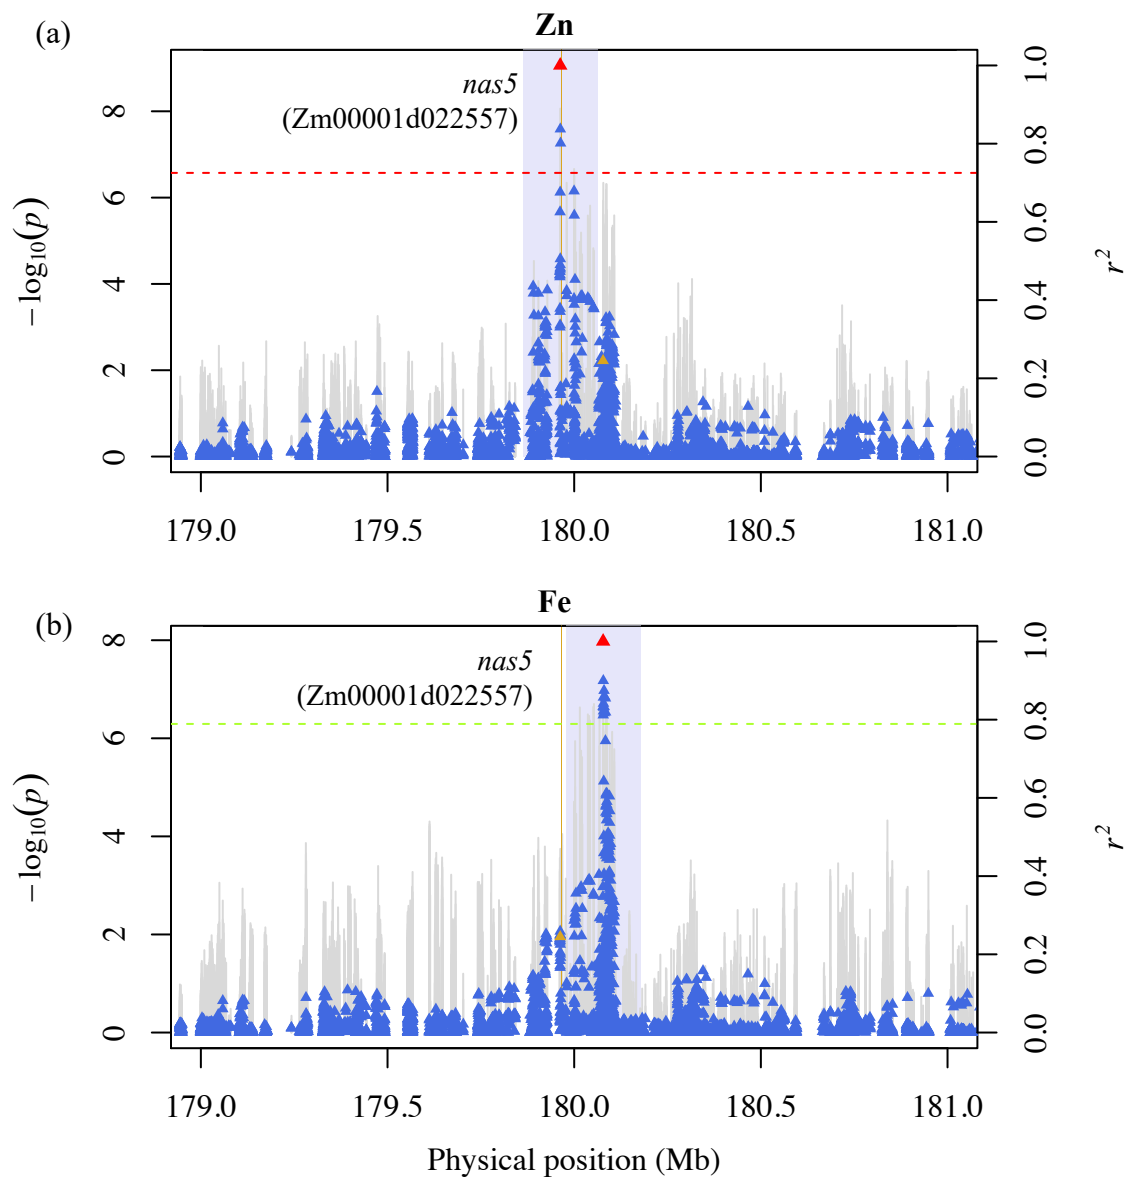 (a)
Zn
nas5
(Zm00001d022557)
−log10(p)
0 2 4 6 8
r²
0.0 0.2 0.4 0.6 0.8 1.0
179.0 179.5 180.0 180.5 181.0
(b)
Fe
nas5
(Zm00001d022557)
−log10(p)
0 2 4 6 8
r²
0.0 0.2 0.4 0.6 0.8 1.0
179.0 179.5 180.0 180.5 181.0
Physical position (Mb)